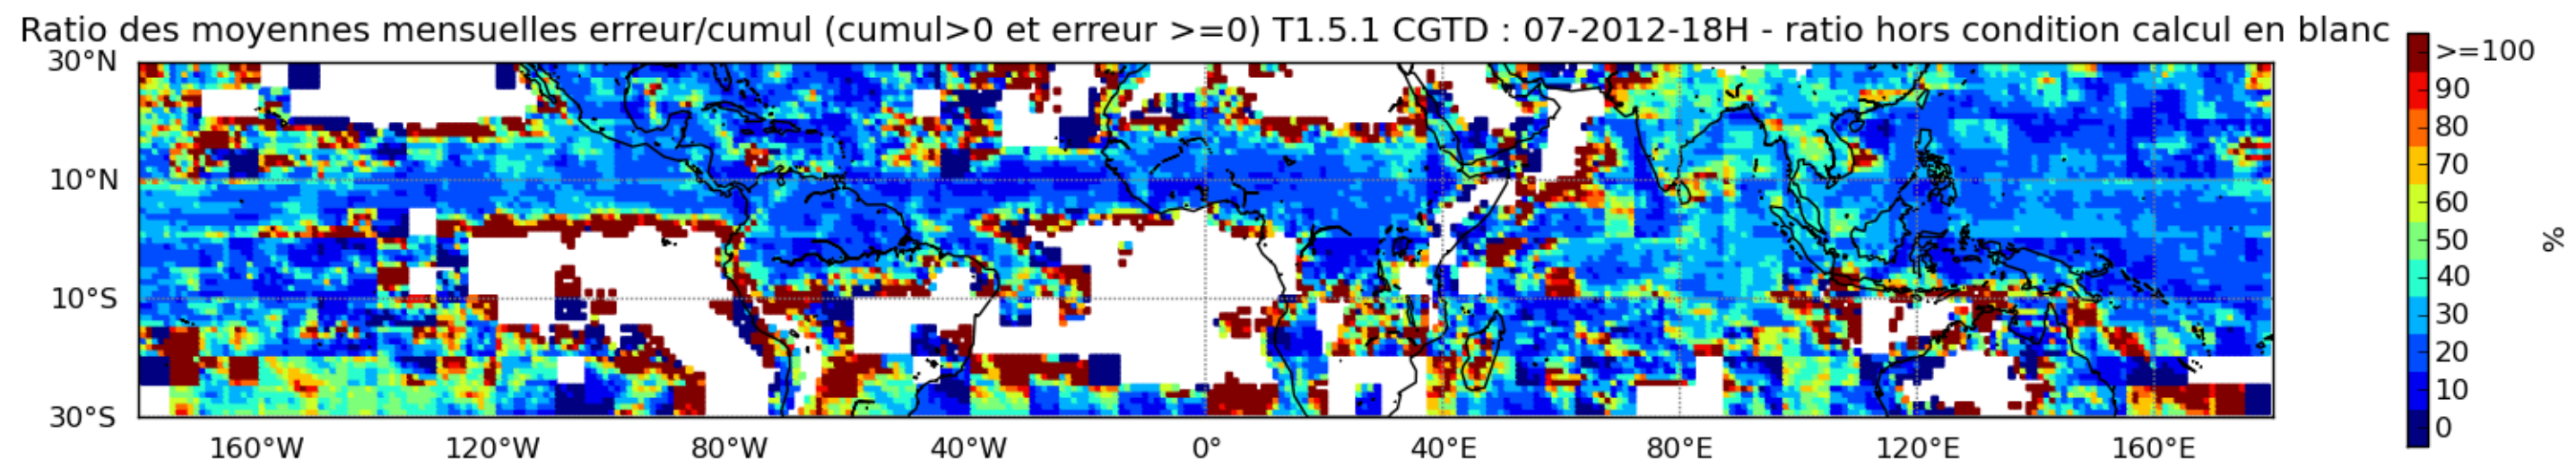 Ratio des moyennes mensuelles erreur/cumul (cumul>0 et erreur >=0) T1.5.1 CGTD : 07-2012-18H - ratio hors condition calcul en blanc
30°N
10°N
10°S
30°S
160°W 120°W 80°W 40°W 0° 40°E 80°E 120°E 160°E
>=100
90
80
70
60
50
40
30
20
10
0
%